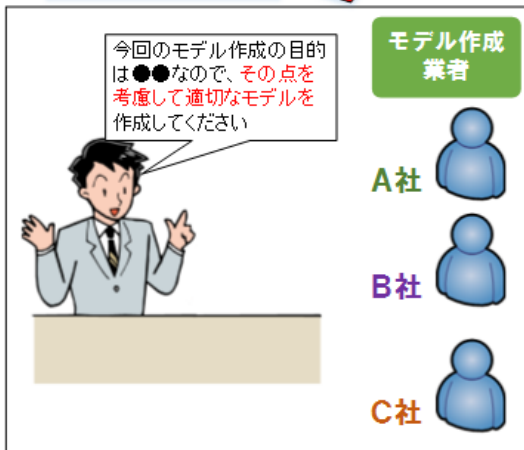 今回のモデル作成の目的
は●●なので、その点を
考慮して適切なモデルを
作成してください
モデル作成
業者
A社
B社
C社